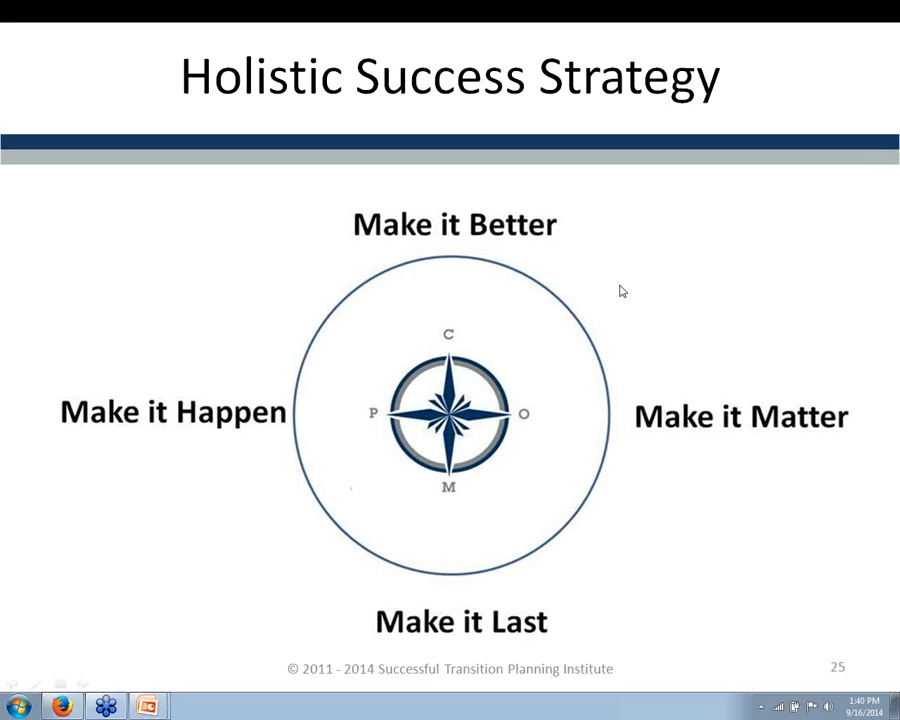 Holistic Success Strategy
Make it Better
C
Make it Happen
P
O
Make it Matter
M
Make it Last
© 2011 - 2014 Successful Transition Planning Institute
25
1:40 PM
9/16/2014